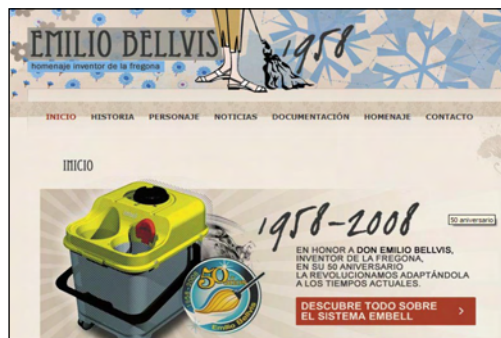 EMILIO BELLVIS 1958
homenaje inventor de la fregona
INICIO HISTORIA PERSONAJE NOTICIAS DOCUMENTACIÓN HOMENAJE CONTACTO
INICIO
1958-2008
50 aniversario
EN HONOR A DON EMILIO BELLVIS,
INVENTOR DE LA FREGONA,
EN SU 50 ANIVERSARIO
LA REVOLUCIONAMOS ADAPTÁNDOLA
A LOS TIEMPOS ACTUALES.
50
Emilio Bellvis
DESCUBRE TODO SOBRE
EL SISTEMA EMBELL